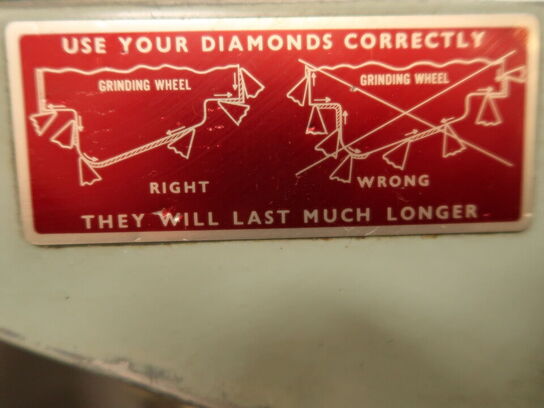 USE YOUR DIAMONDS CORRECTLY
GRINDING WHEEL
GRINDING WHEEL
RIGHT
WRONG
THEY WILL LAST MUCH LONGER